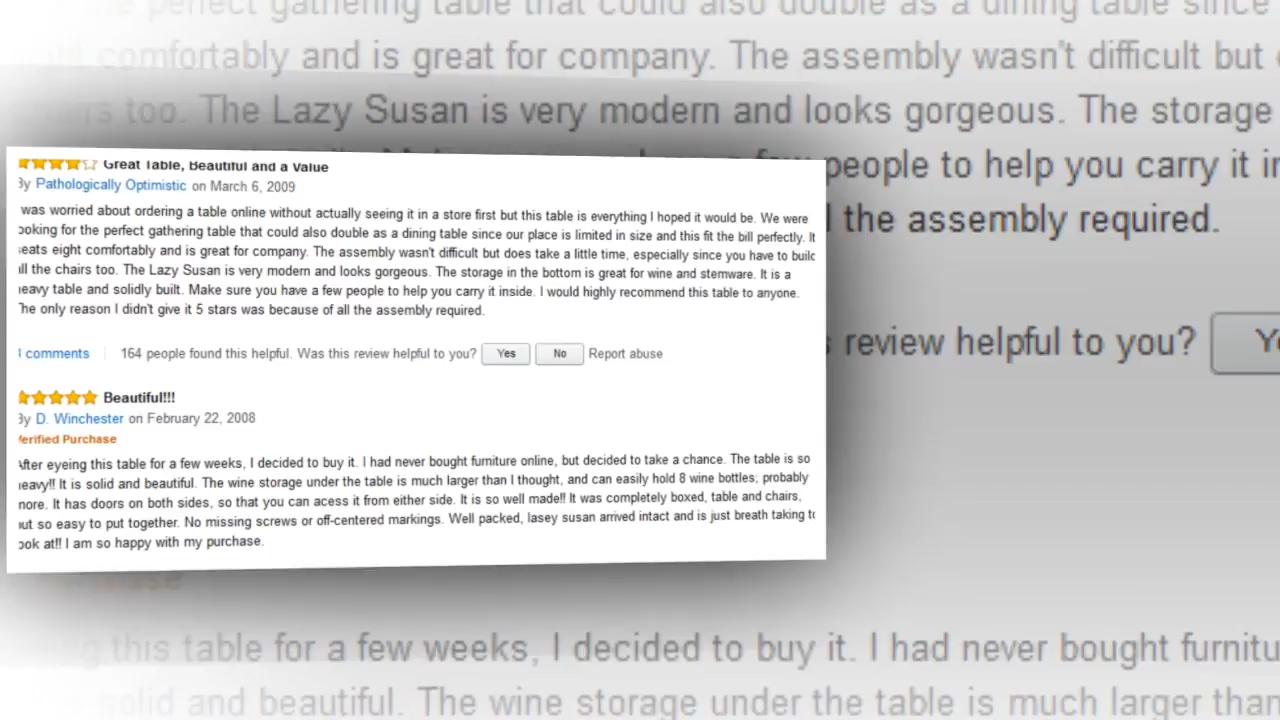 perfect gathering table that could also double as a dining table since
comfortably and is great for company. The assembly wasn't difficult but
too. The Lazy Susan is very modern and looks gorgeous. The storage
people to help you carry it
the assembly required.
review helpful to you?
Great Table, Beautiful and a Value
By Pathologically Optimistic on March 6, 2009
was worried about ordering a table online without actually seeing it in a store first but this table is everything I hoped it would be. We were
ooking for the perfect gathering table that could also double as a dining table since our place is limited in size and this fit the bill perfectly. It
eats eight comfortably and is great for company. The assembly wasn't difficult but does take a little time, especially since you have to build
ll the chairs too. The Lazy Susan is very modern and looks gorgeous. The storage in the bottom is great for wine and stemware. It is a
eavy table and solidly built. Make sure you have a few people to help you carry it inside. I would highly recommend this table to anyone.
The only reason I didn't give it 5 stars was because of all the assembly required.
comments 164 people found this helpful. Was this review helpful to you? Yes No Report abuse
Beautiful!!!
By D. Winchester on February 22, 2008
Verified Purchase
After eyeing this table for a few weeks, I decided to buy it. I had never bought furniture online, but decided to take a chance. The table is so
eavy!! It is solid and beautiful. The wine storage under the table is much larger than I thought, and can easily hold 8 wine bottles; probably
more. It has doors on both sides, so that you can acess it from either side. It is so well made!! It was completely boxed, table and chairs,
ut so easy to put together. No missing screws or off-centered markings. Well packed, lasey susan arrived intact and is just breath taking to
ook at!! I am so happy with my purchase.
this table for a few weeks, I decided to buy it. I had never bought furnitu
solid and beautiful. The wine storage under the table is much larger than